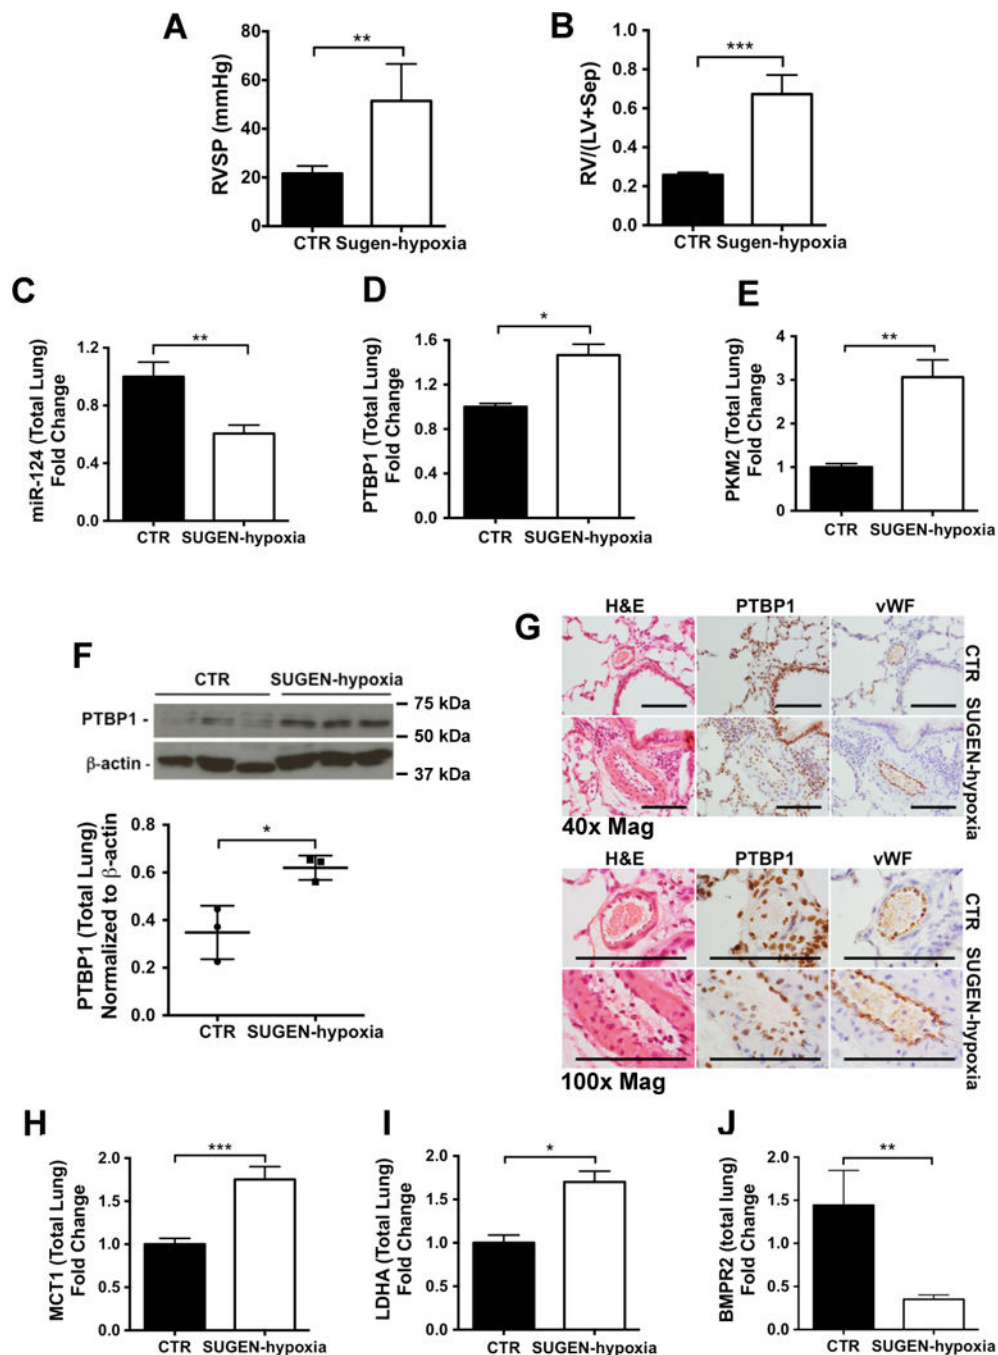 A
RVSP (mmHg)
80
60
40
20
0
**
CTR Sugen-hypoxia
B
RV/(LV+Sep)
1.0
0.8
0.6
0.4
0.2
0.0
***
CTR Sugen-hypoxia
C
miR-124 (Total Lung)
Fold Change
1.2
0.8
0.4
0.0
**
CTR SUGEN-hypoxia
D
PTBP1 (Total Lung)
Fold Change
1.6
1.2
0.8
0.4
0.0
*
CTR SUGEN-hypoxia
E
PKM2 (Total Lung)
Fold Change
4
3
2
1
0
**
CTR SUGEN-hypoxia
F
CTR SUGEN-hypoxia
PTBP1 -
β-actin -
75 kDa
50 kDa
37 kDa
PTBP1 (Total Lung)
Normalized to β-actin
0.8
0.6
0.4
0.2
0.0
*
CTR SUGEN-hypoxia
G
H&E PTBP1 vWF
CTR SUGEN-hypoxia
40x Mag
H&E PTBP1 vWF
CTR SUGEN-hypoxia
100x Mag
H
MCT1 (Total Lung)
Fold Change
2.0
1.5
1.0
0.5
0.0
***
CTR SUGEN-hypoxia
I
LDHA (Total Lung)
Fold Change
2.0
1.5
1.0
0.5
0.0
*
CTR SUGEN-hypoxia
J
BMPR2 (total lung)
Fold Change
2.0
1.5
1.0
0.5
0.0
**
CTR SUGEN-hypoxia